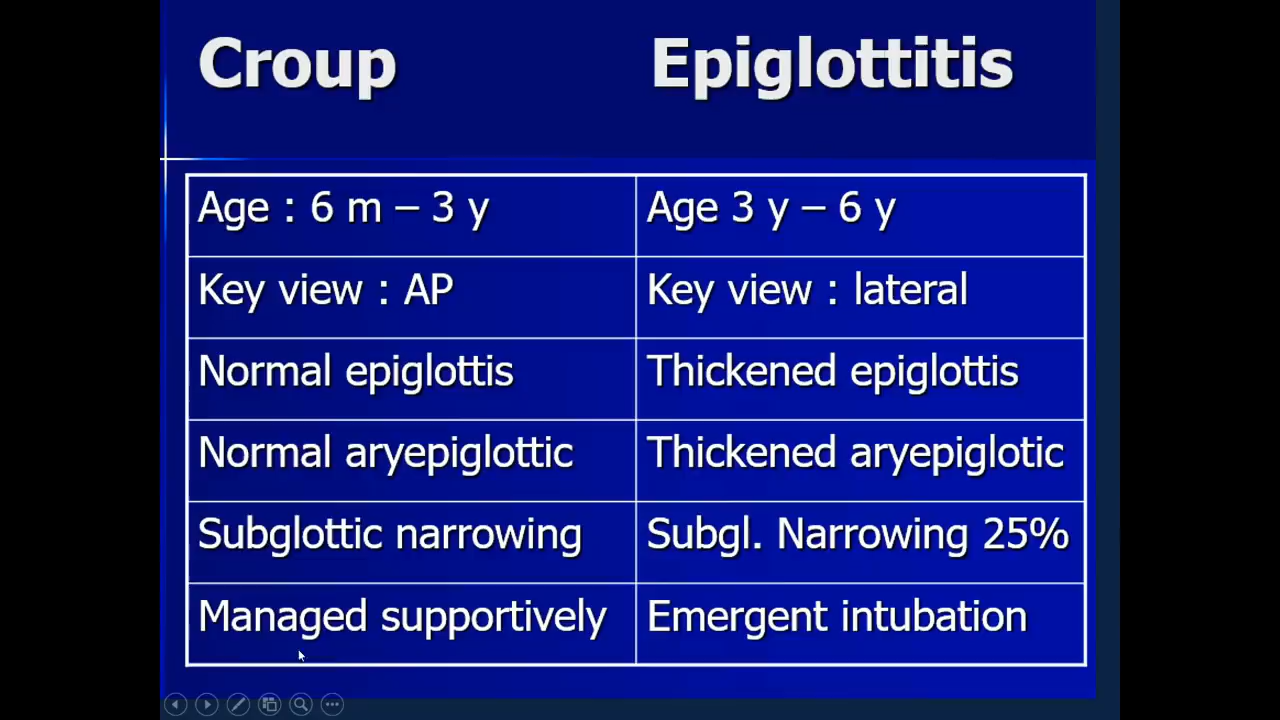 Croup Epiglottitis
Age : 6 m – 3 y Age 3 y – 6 y
Key view : AP Key view : lateral
Normal epiglottis Thickened epiglottis
Normal aryepiglottic Thickened aryepiglotic
Subglottic narrowing Subgl. Narrowing 25%
Managed supportively Emergent intubation